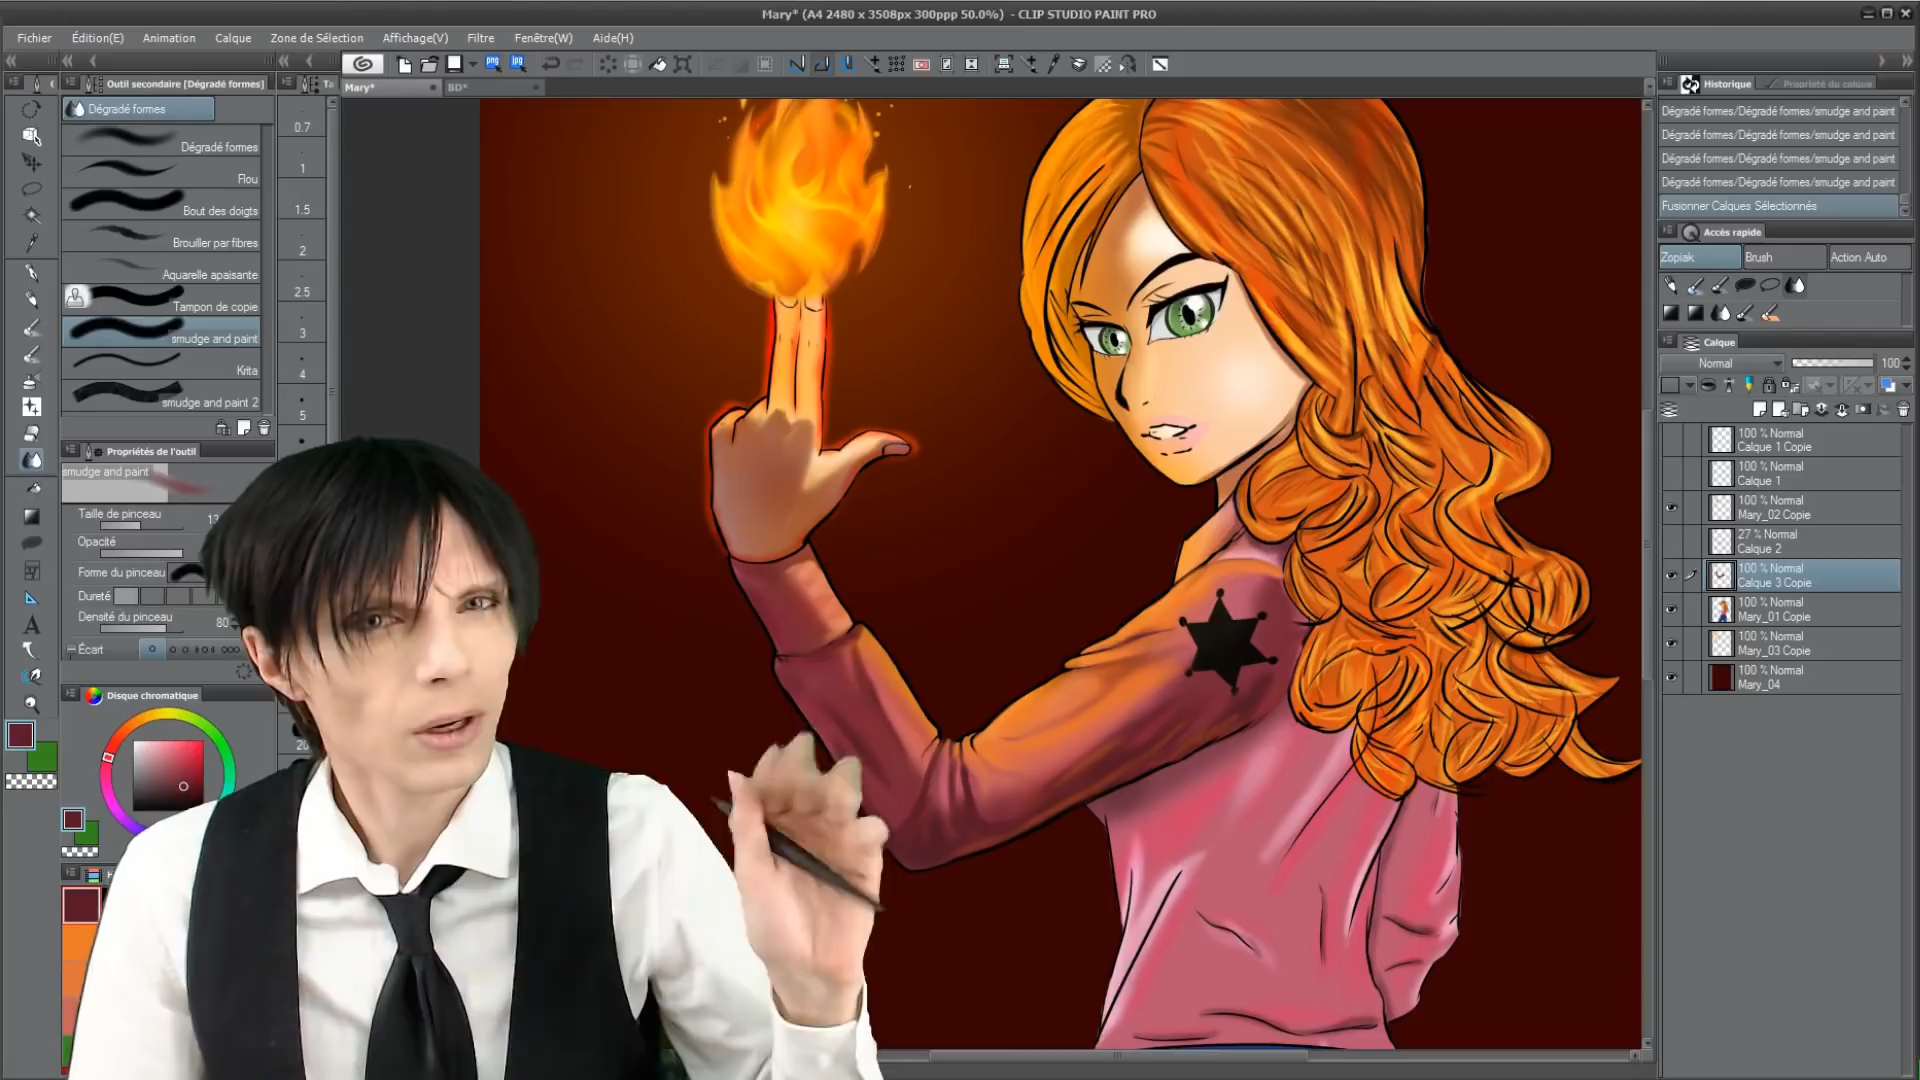 Mary* (A4 2480 x 3508px 300ppp 50.0%) - CLIP STUDIO PAINT PRO
Fichier Édition(E) Animation Calque Zone de Sélection Affichage(V) Filtre Fenêtre(W) Aide(H)
Outil secondaire [Dégradé formes]
Ta
Mary*
BD*
Dégradé formes
Dégradé formes
Flou
Bout des doigts
Brouiller par fibres
Aquarelle apaisante
Tampon de copie
smudge and paint
Krita
smudge and paint 2
0.7
1
1.5
2
2.5
3
4
5
Propriétés de l'outil
smudge and paint
Taille de pinceau
Opacité
Forme du pinceau
Dureté
Densité du pinceau 80
Écart
Disque chromatique
20
Historique
Propriété du calque
Dégradé formes/Dégradé formes/smudge and paint
Dégradé formes/Dégradé formes/smudge and paint
Dégradé formes/Dégradé formes/smudge and paint
Dégradé formes/Dégradé formes/smudge and paint
Fusionner Calques Sélectionnés
Accès rapide
Zopiak Brush Action Auto
Calque
Normal 100
100 % Normal
Calque 1 Copie
100 % Normal
Calque 1
100 % Normal
Mary_02 Copie
27 % Normal
Calque 2
100 % Normal
Calque 3 Copie
100 % Normal
Mary_01 Copie
100 % Normal
Mary_03 Copie
100 % Normal
Mary_04